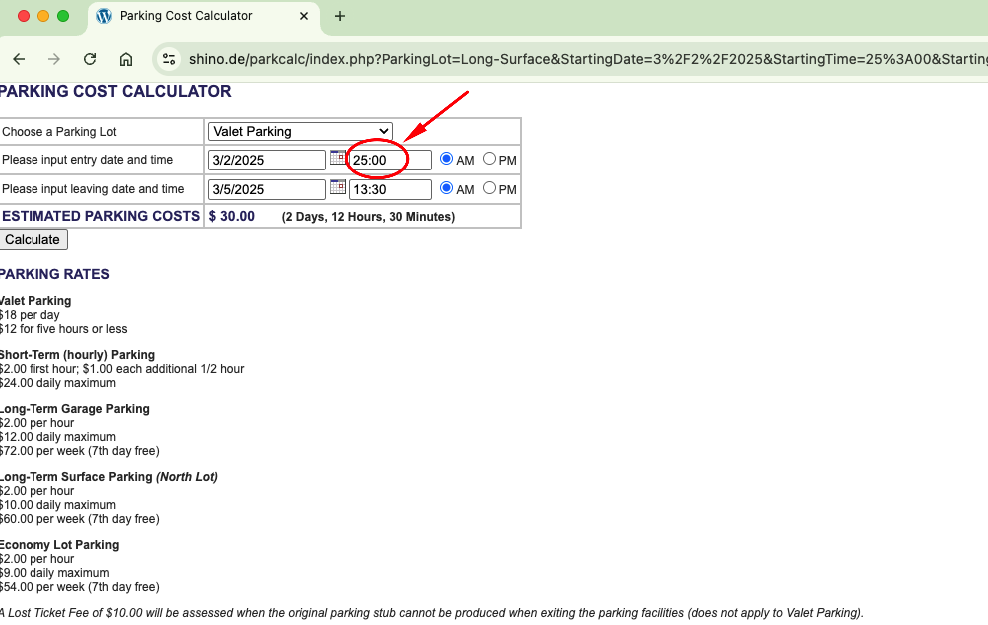 Parking Cost Calculator
shino.de/parkcalc/index.php?ParkingLot=Long-Surface&StartingDate=3%2F2%2F2025&StartingTime=25%3A00&Starting
PARKING COST CALCULATOR
Choose a Parking Lot Valet Parking
Please input entry date and time 3/2/2025 25:00 AM PM
Please input leaving date and time 3/5/2025 13:30 AM PM
ESTIMATED PARKING COSTS $ 30.00 (2 Days, 12 Hours, 30 Minutes)
Calculate
PARKING RATES
Valet Parking
$18 per day
$12 for five hours or less
Short-Term (hourly) Parking
$2.00 first hour; $1.00 each additional 1/2 hour
$24.00 daily maximum
Long-Term Garage Parking
$2.00 per hour
$12.00 daily maximum
$72.00 per week (7th day free)
Long-Term Surface Parking (North Lot)
$2.00 per hour
$10.00 daily maximum
$60.00 per week (7th day free)
Economy Lot Parking
$2.00 per hour
$9.00 daily maximum
$54.00 per week (7th day free)
A Lost Ticket Fee of $10.00 will be assessed when the original parking stub cannot be produced when exiting the parking facilities (does not apply to Valet Parking).